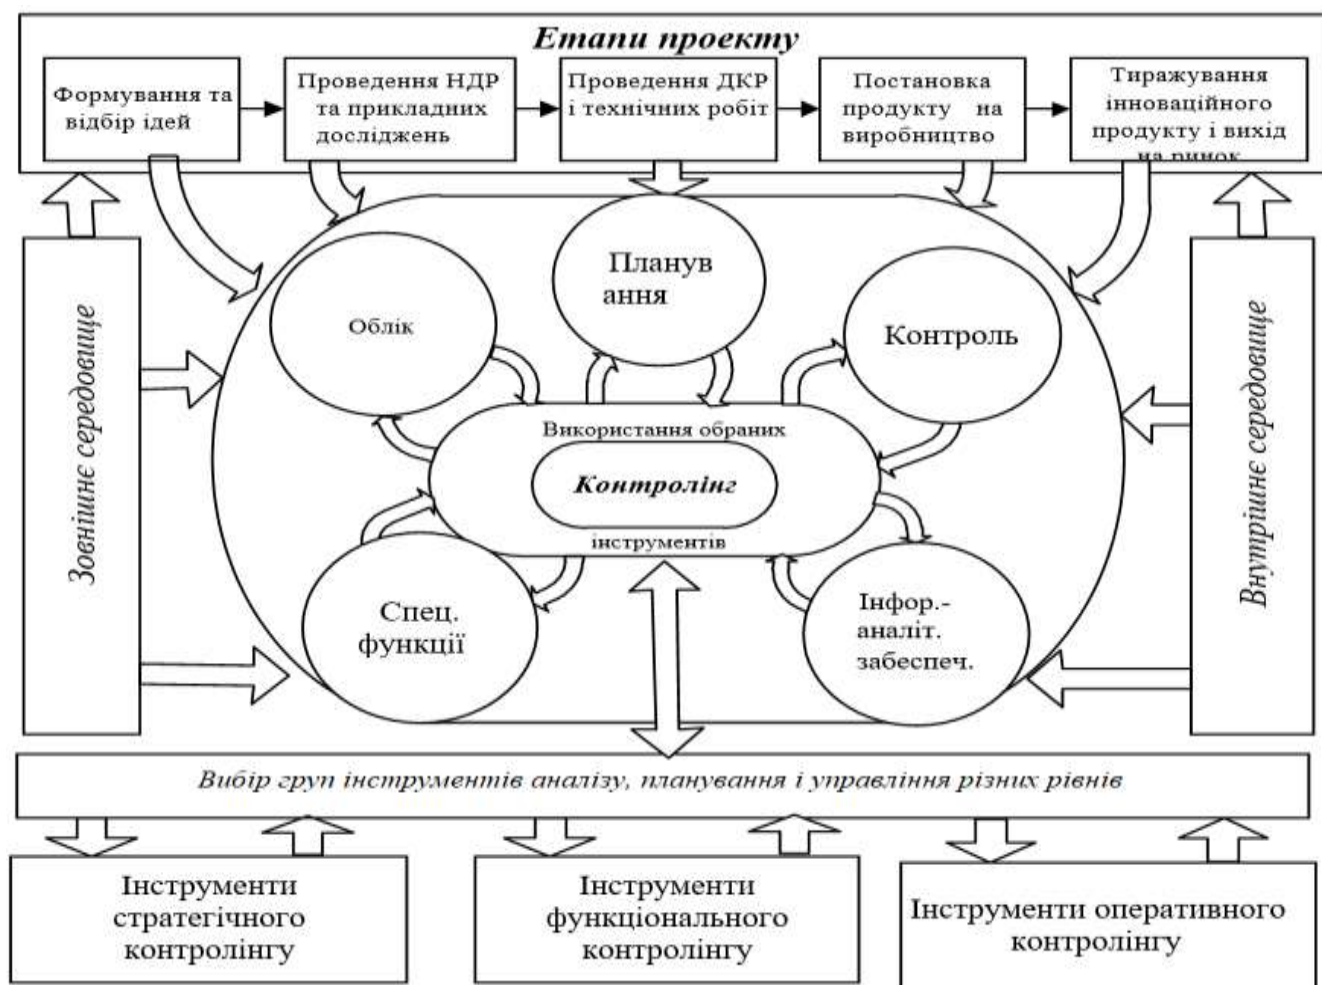 Етапи проекту
Формування та
відбір ідей
Проведення НДР
та прикладних
досліджень
Проведення ДКР
і технічних робіт
Постановка
продукту на
виробництво
Тиражування
інноваційного
продукту і вихід
на ринок
Зовнішнє середовище
Внутрішнє середовище
Облік
Планув
ання
Контроль
Використання обраних
Контролінг
інструментів
Спец.
функції
Інфор.-
аналіт.
забеспеч.
Вибір груп інструментів аналізу, планування і управління різних рівнів
Інструменти
стратегічного
контролінгу
Інструменти
функціонального
контролінгу
Інструменти оперативного
контролінгу